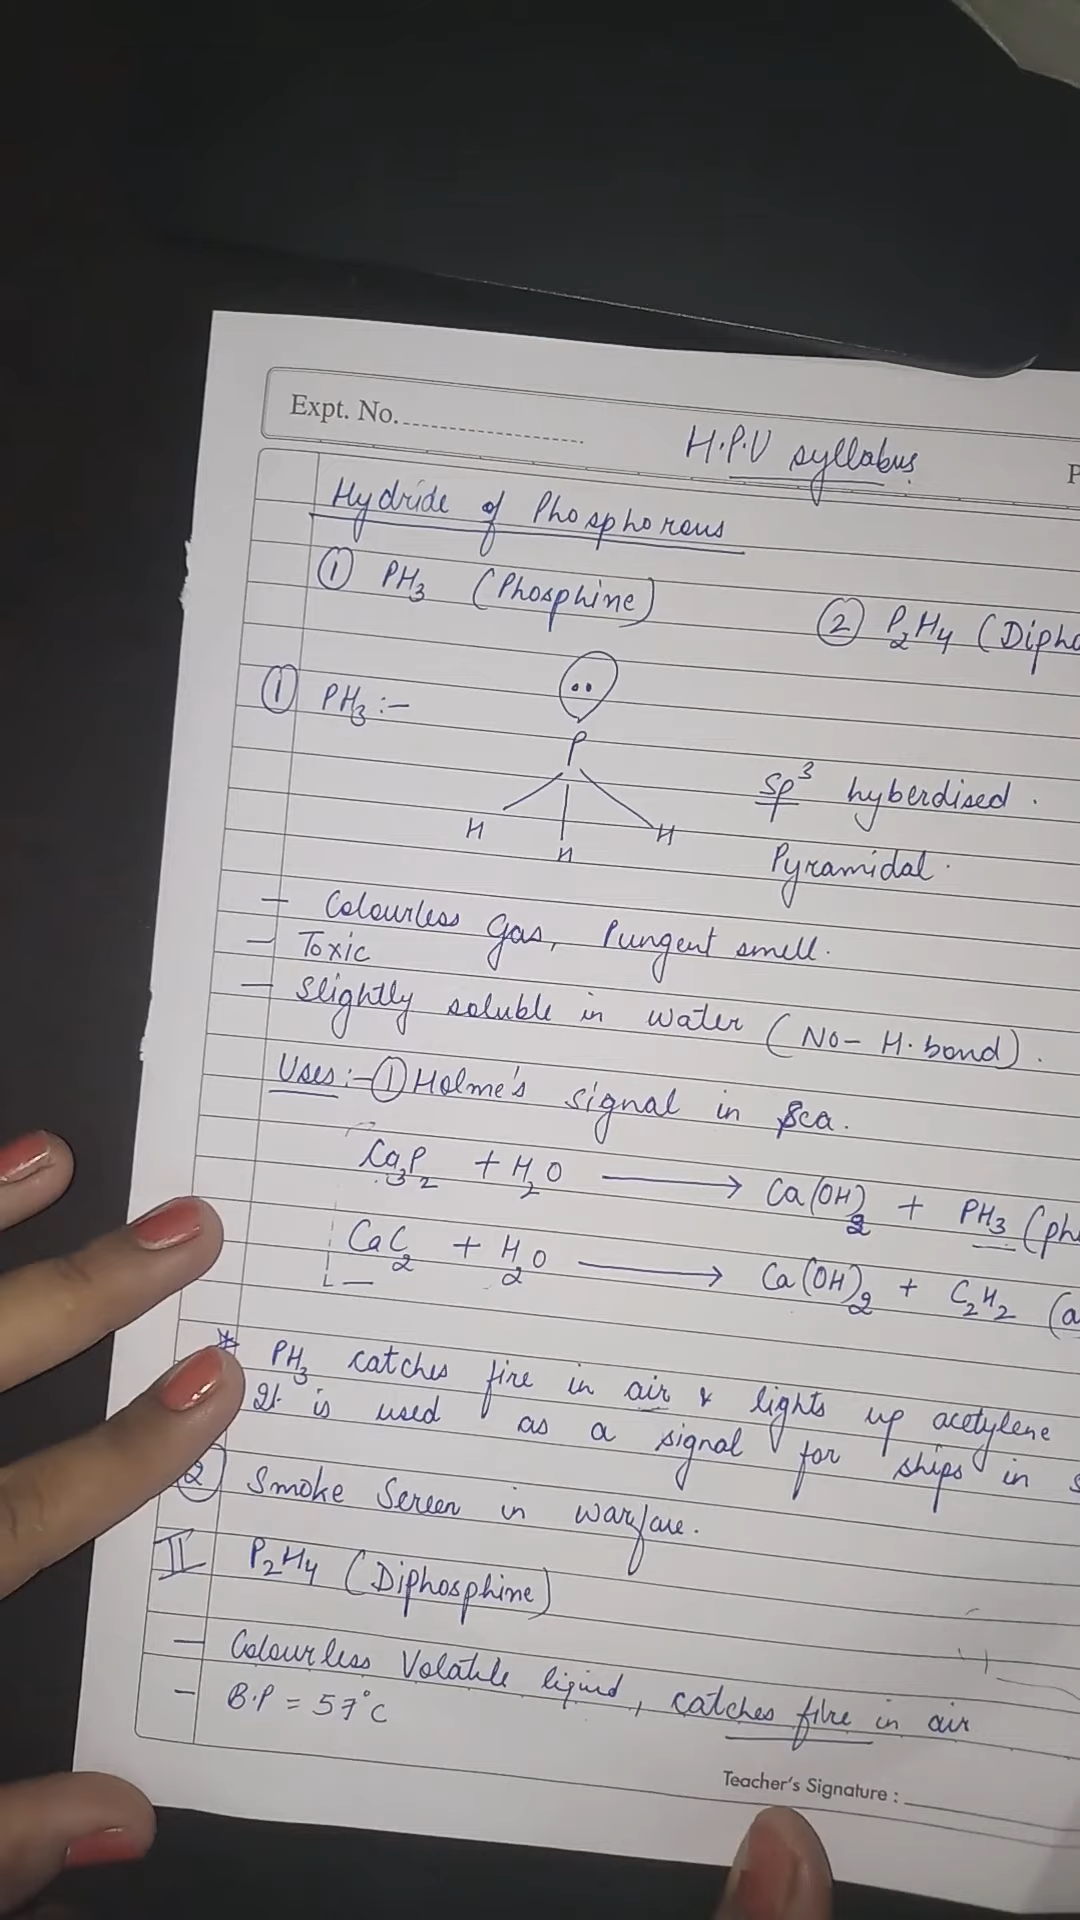 Expt. No.
H.P.U syllabus
P
Hydride of Phosphorous
① PH3 (Phosphine)
② P2H4 (Dipho
① PH3 :-
P
H H H
sp3 hyberdised.
Pyramidal.
- Colourless gas, Pungent smell.
- Toxic
- Slightly soluble in water (No- H.bond).
Uses :- ① Holme's signal in sea.
Ca3P2 + H2O → Ca(OH)2 + PH3 (ph
CaC2 + H2O → Ca(OH)2 + C2H2 (a
* PH3 catches fire in air & lights up acetylene
It is used as a signal for ships in s
② Smoke Screen in warfare.
II P2H4 (Diphosphine)
- Colourless Volatile liquid, catches fire in air
- B.P = 57°C
Teacher's Signature :